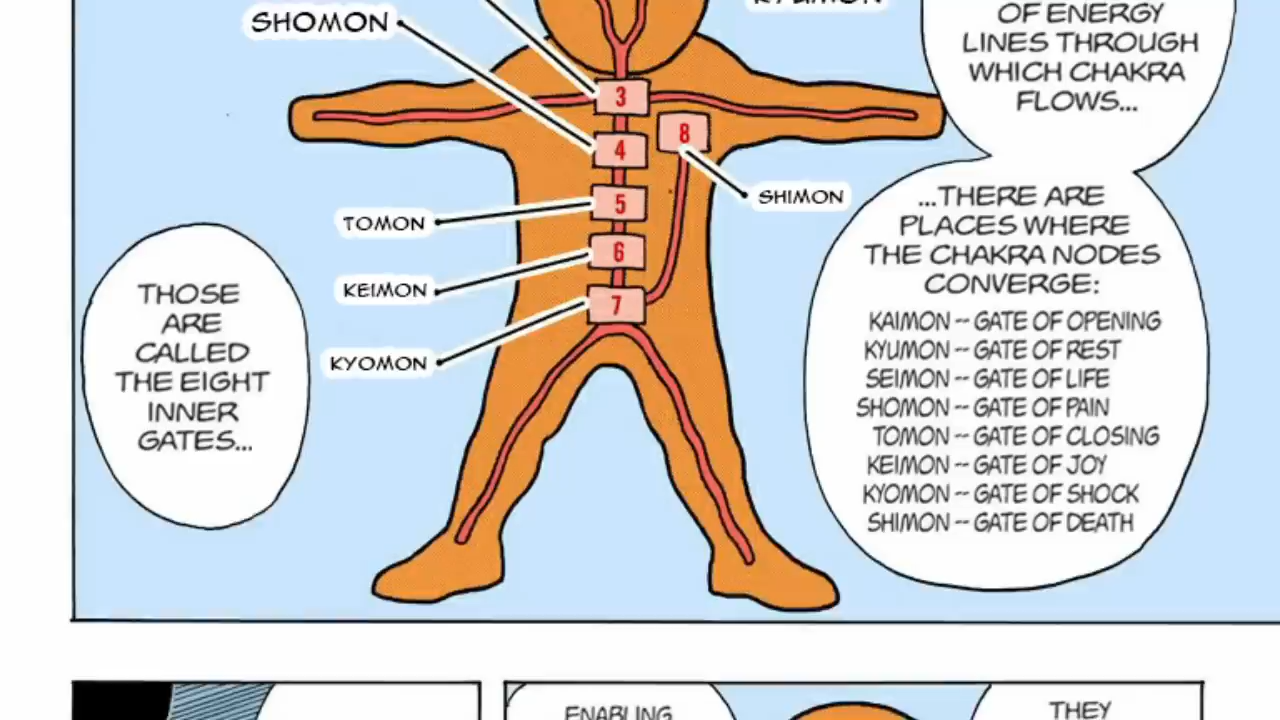 SHOMON
KYUMON
OF ENERGY
LINES THROUGH
WHICH CHAKRA
FLOWS...
3
8
4
5
6
7
SHIMON
TOMON
KEIMON
KYOMON
...THERE ARE
PLACES WHERE
THE CHAKRA NODES
CONVERGE:
KAIMON -- GATE OF OPENING
KYUMON -- GATE OF REST
SEIMON -- GATE OF LIFE
SHOMON -- GATE OF PAIN
TOMON -- GATE OF CLOSING
KEIMON -- GATE OF JOY
KYOMON -- GATE OF SHOCK
SHIMON -- GATE OF DEATH
THOSE
ARE
CALLED
THE EIGHT
INNER
GATES...
ENABLING
THEY